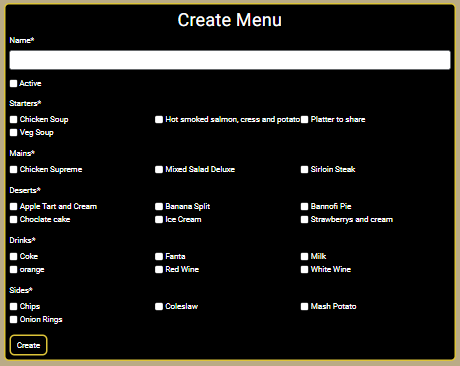 Create Menu
Name*
Active
Starters*
Chicken Soup Hot smoked salmon, cress and potato Platter to share
Veg Soup
Mains*
Chicken Supreme Mixed Salad Deluxe Sirloin Steak
Deserts*
Apple Tart and Cream Banana Split Bannofi Pie
Choclate cake Ice Cream Strawberrys and cream
Drinks*
Coke Fanta Milk
orange Red Wine White Wine
Sides*
Chips Coleslaw Mash Potato
Onion Rings
Create